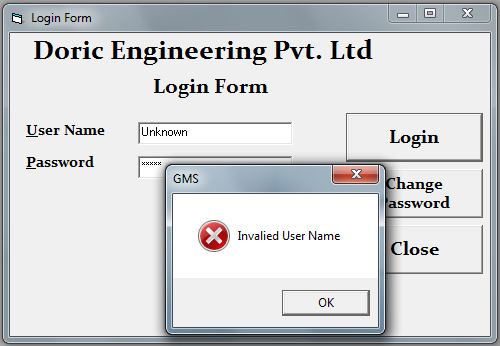 Login Form
Doric Engineering Pvt. Ltd
Login Form
User Name
Unknown
Login
Password
xxxxx
Change
Password
GMS
Invalied User Name
Close
OK